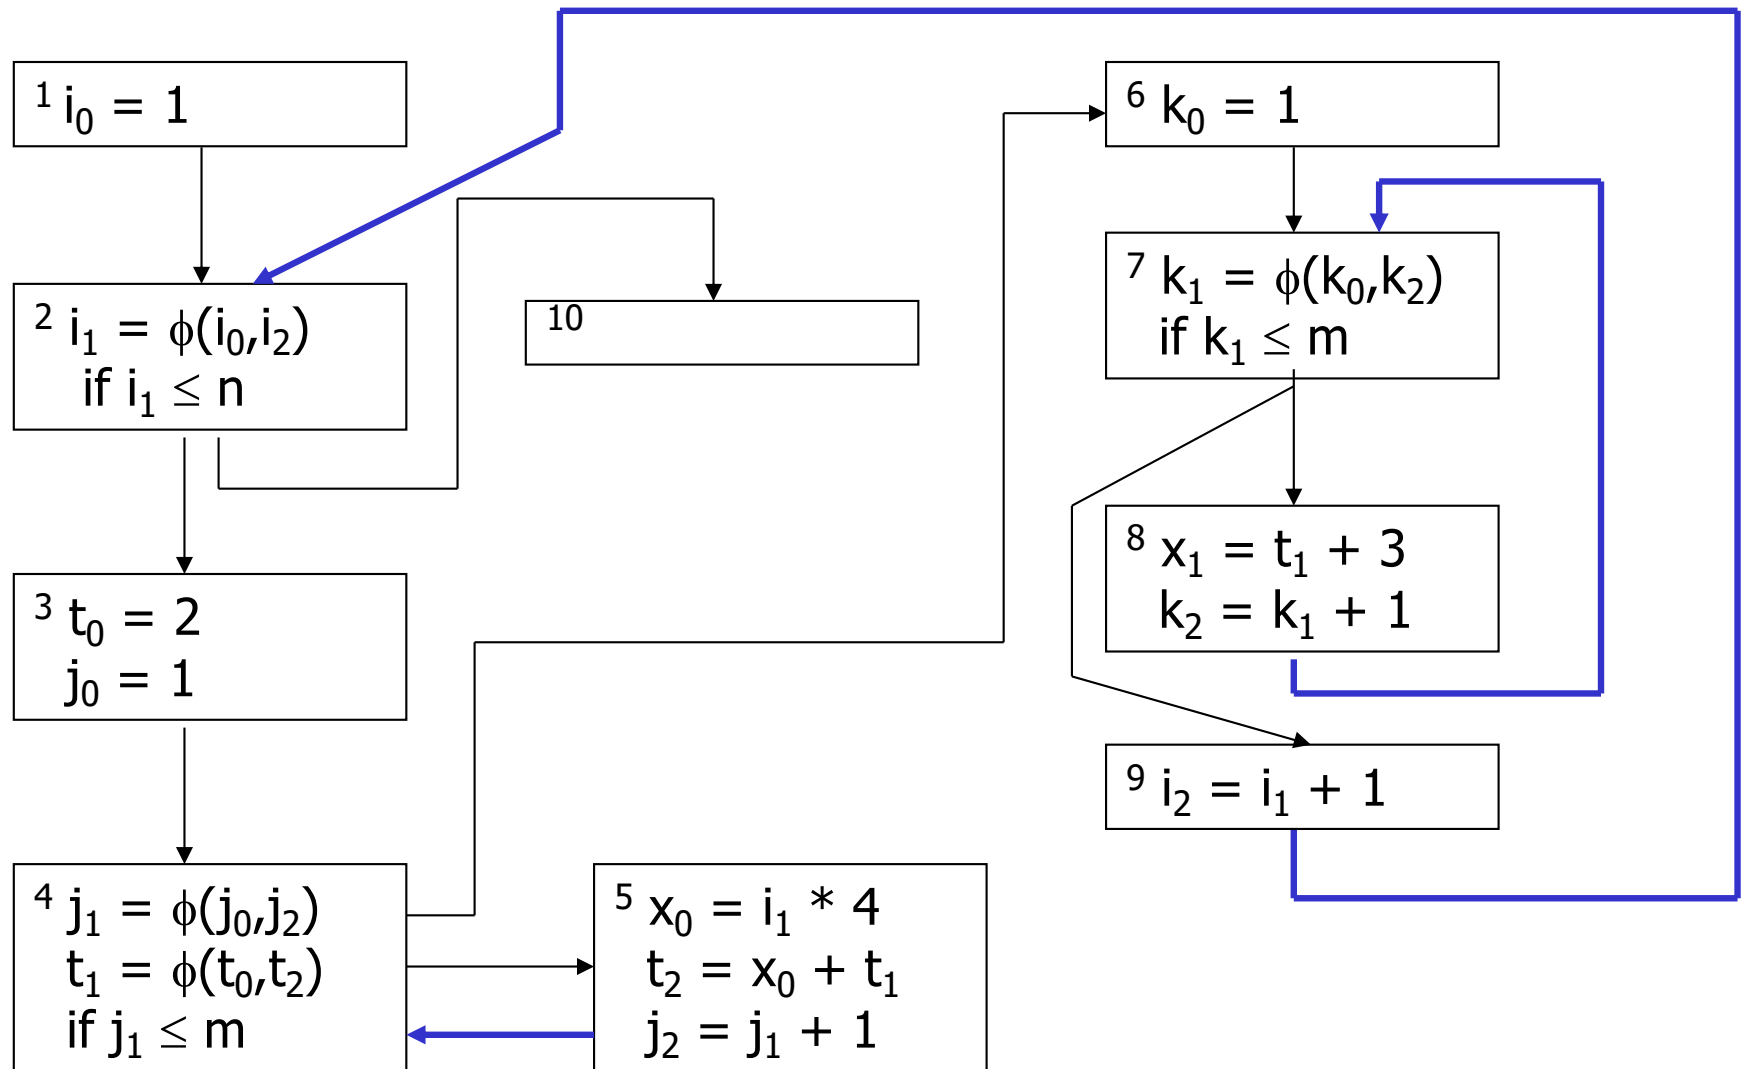 1 i₀ = 1
2 i₁ = ϕ(i₀,i₂)
if i₁ ≤ n
3 t₀ = 2
j₀ = 1
4 j₁ = ϕ(j₀,j₂)
t₁ = ϕ(t₀,t₂)
if j₁ ≤ m
5 x₀ = i₁ * 4
t₂ = x₀ + t₁
j₂ = j₁ + 1
6 k₀ = 1
7 k₁ = ϕ(k₀,k₂)
if k₁ ≤ m
8 x₁ = t₁ + 3
k₂ = k₁ + 1
9 i₂ = i₁ + 1
10